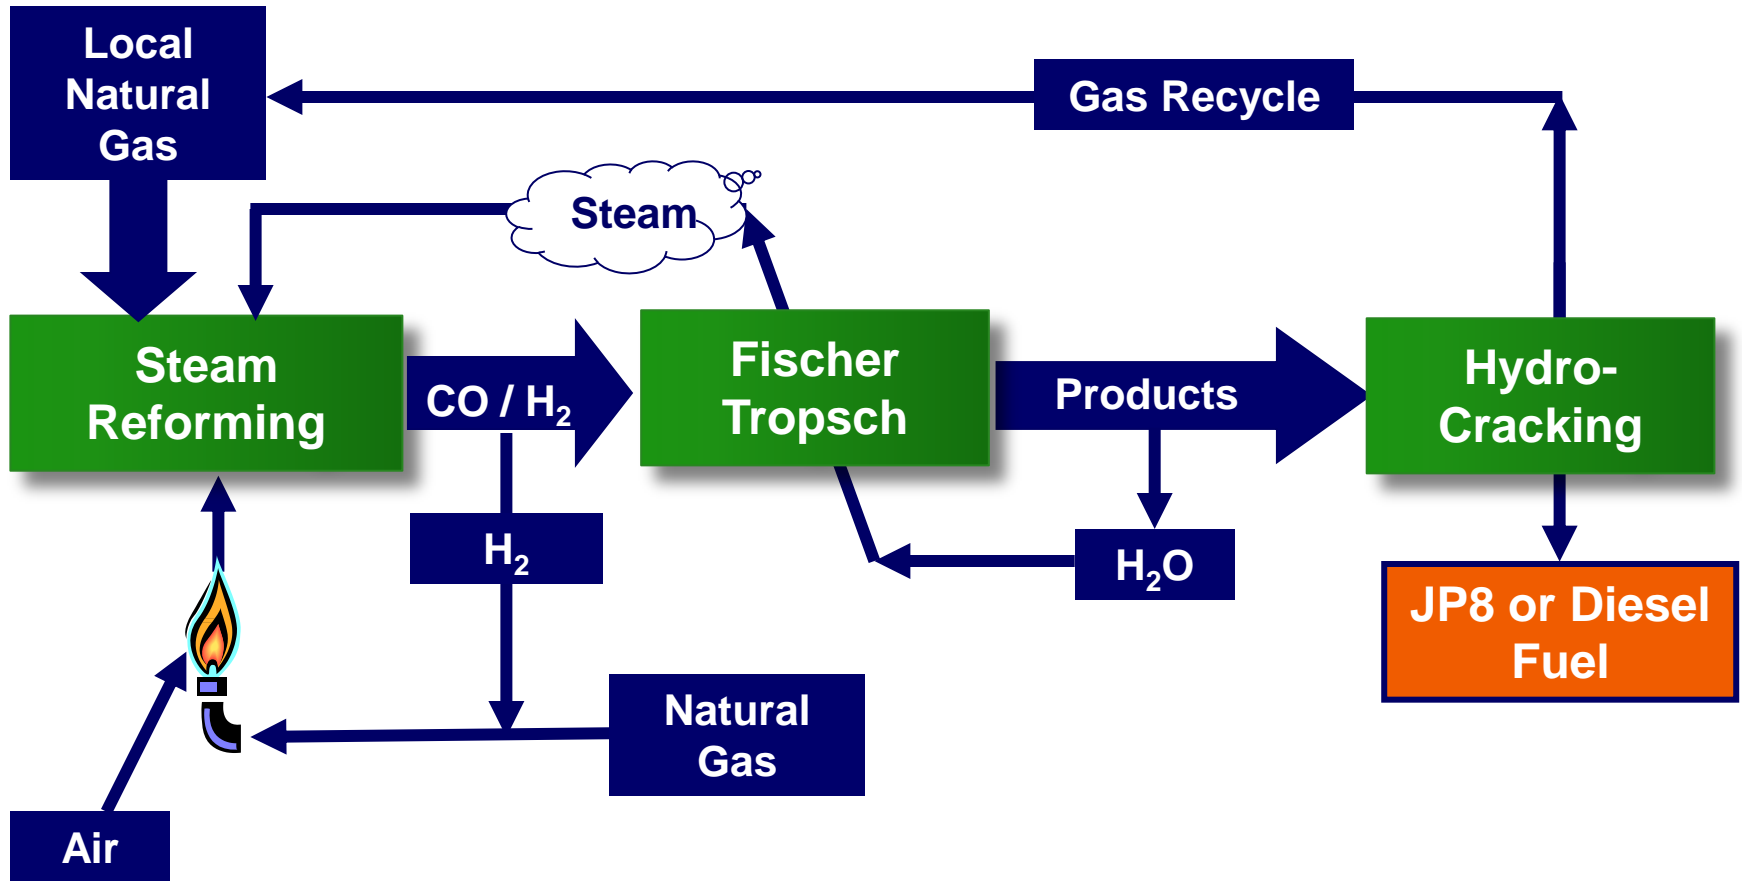 Local
Natural
Gas
Gas Recycle
Steam
Steam
Reforming
CO / H₂
Fischer
Tropsch
Products
Hydro-
Cracking
H₂
H₂O
JP8 or Diesel
Fuel
Natural
Gas
Air